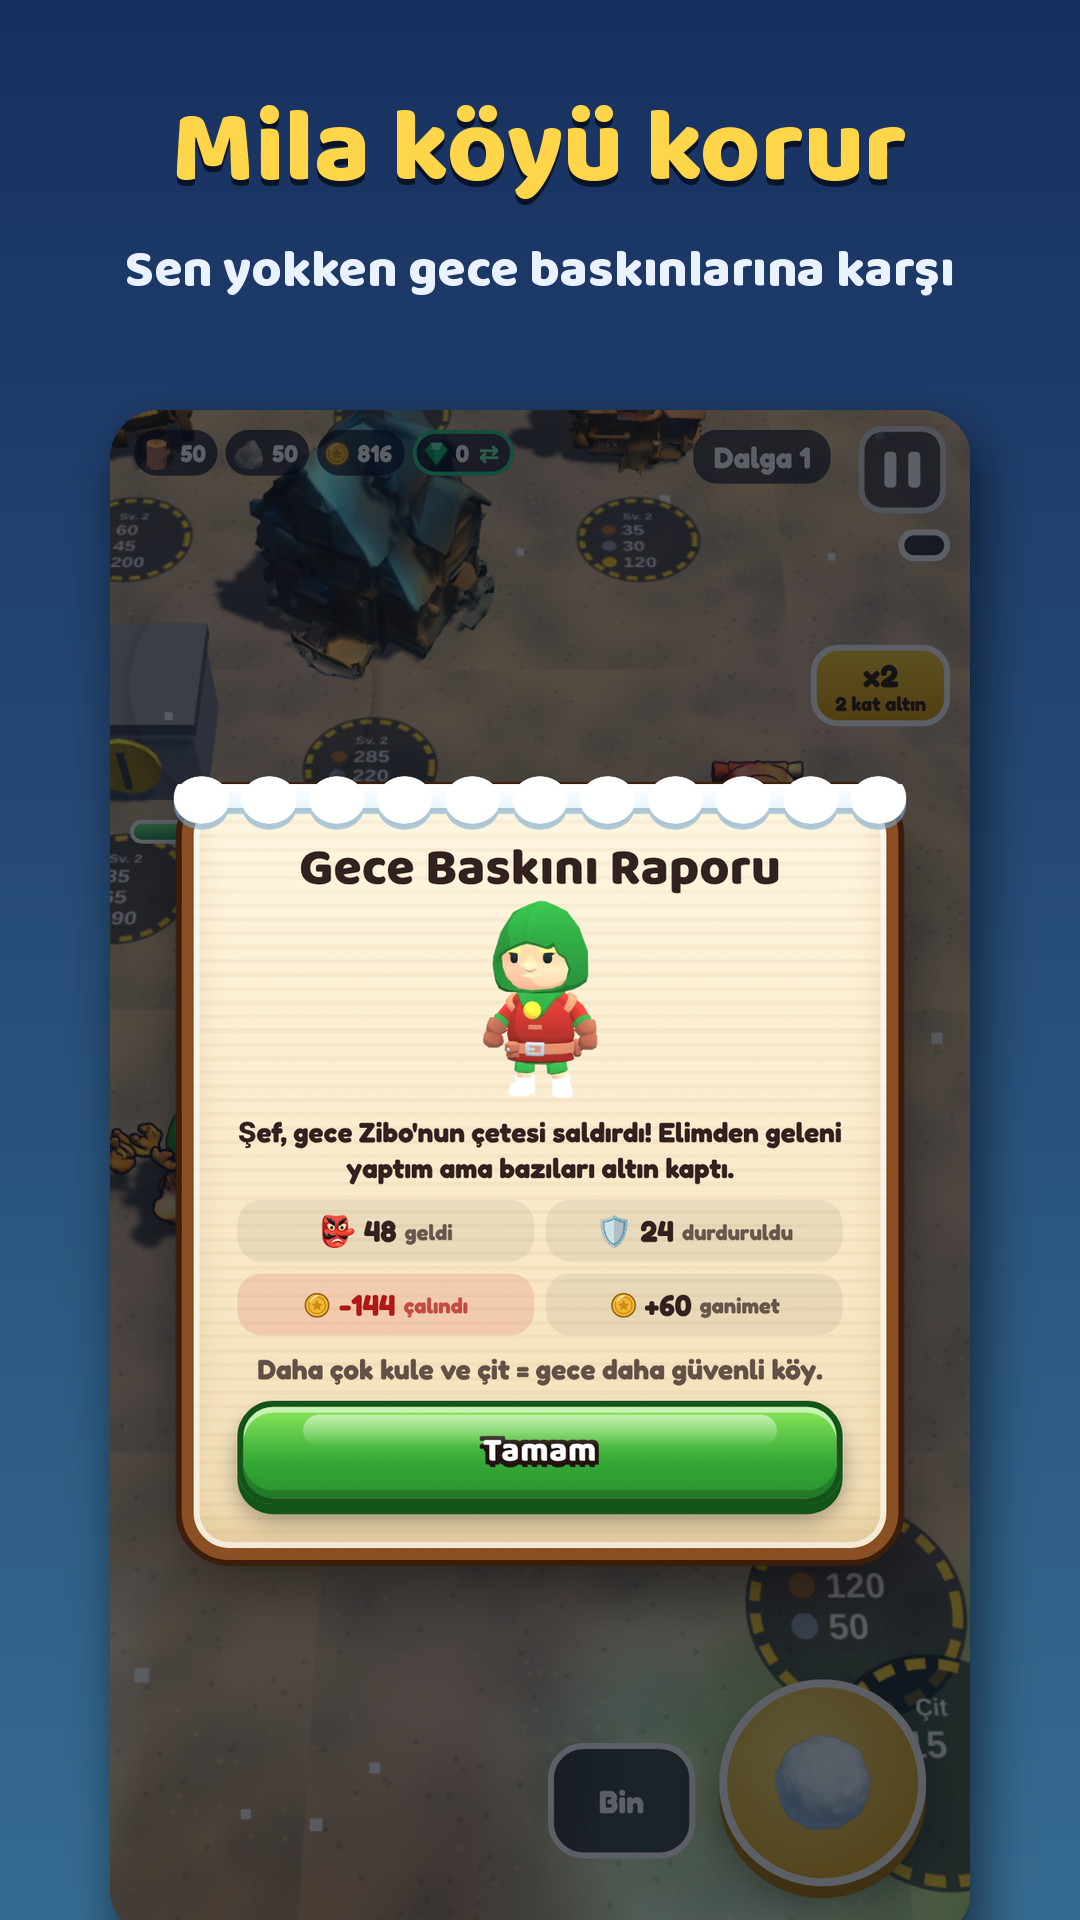 Mila köyü korur
Sen yokken gece baskınlarına karşı
50 50 816 0 Dalga 1
Sv. 2
60
45
200
Sv. 2
35
30
120
x2
2 kat altın
Sv. 2
285
220
Sv. 2
35
90
Gece Baskını Raporu
Şef, gece Zibo'nun çetesi saldırdı! Elimden geleni
yaptım ama bazıları altın kaptı.
48 geldi 24 durduruldu
-144 çalındı +60 ganimet
Daha çok kule ve çit = gece daha güvenli köy.
Tamam
120
50
Çit
15
Bin